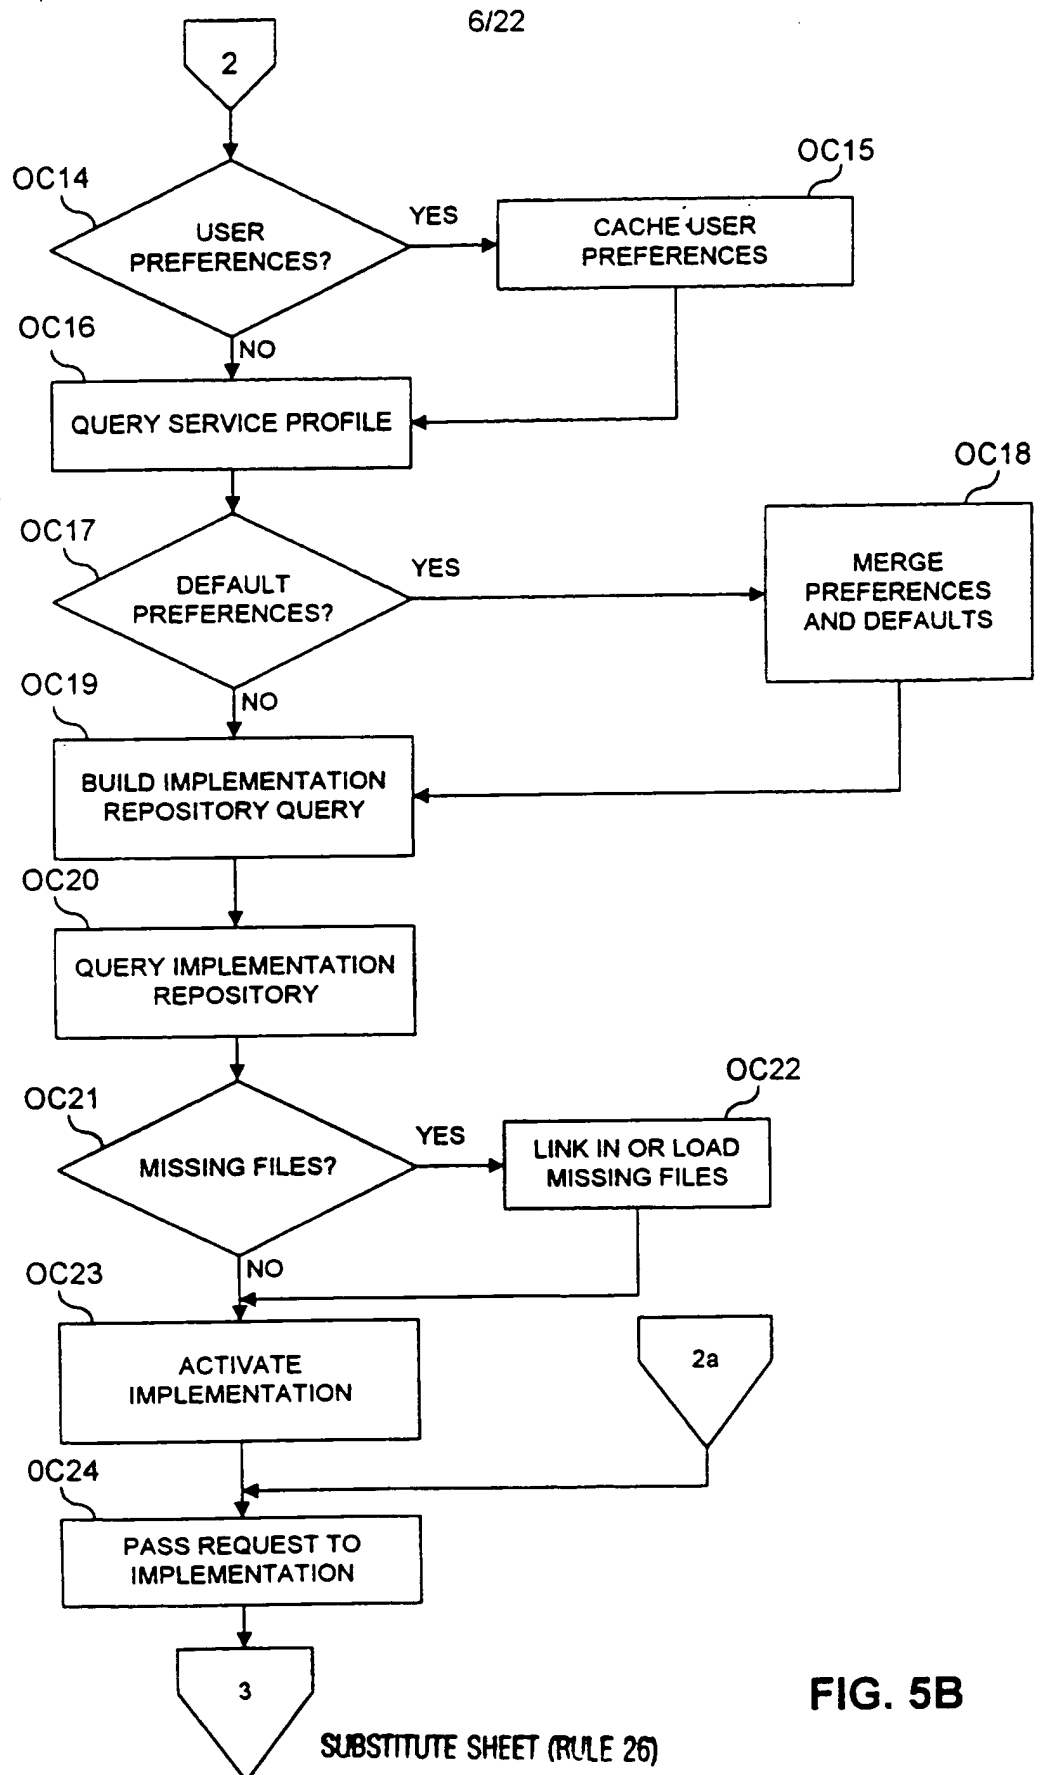 6/22
2
OC14
USER
PREFERENCES?
YES
OC15
CACHE USER
PREFERENCES
NO
OC16
QUERY SERVICE PROFILE
OC17
DEFAULT
PREFERENCES?
YES
OC18
MERGE
PREFERENCES
AND DEFAULTS
NO
OC19
BUILD IMPLEMENTATION
REPOSITORY QUERY
OC20
QUERY IMPLEMENTATION
REPOSITORY
OC21
MISSING FILES?
YES
OC22
LINK IN OR LOAD
MISSING FILES
NO
OC23
ACTIVATE
IMPLEMENTATION
2a
0C24
PASS REQUEST TO
IMPLEMENTATION
3
FIG. 5B
SUBSTITUTE SHEET (RULE 26)